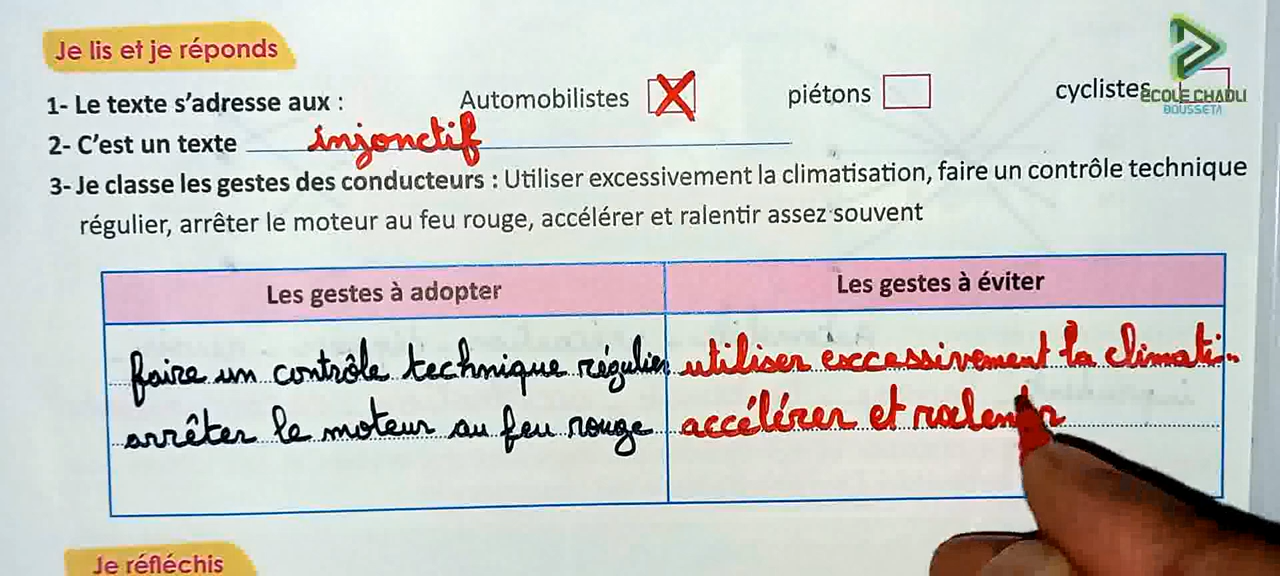 Je lis et je réponds
1- Le texte s'adresse aux : Automobilistes piétons cyclistes
ÉCOLE CHADLI
BOUSSETA
2- C'est un texte injonctif
3- Je classe les gestes des conducteurs : Utiliser excessivement la climatisation, faire un contrôle technique
régulier, arrêter le moteur au feu rouge, accélérer et ralentir assez souvent
Les gestes à adopter Les gestes à éviter
faire un contrôle technique régulier utiliser excessivement la climati
arrêter le moteur au feu rouge accélérer et ralentir
Je réfléchis